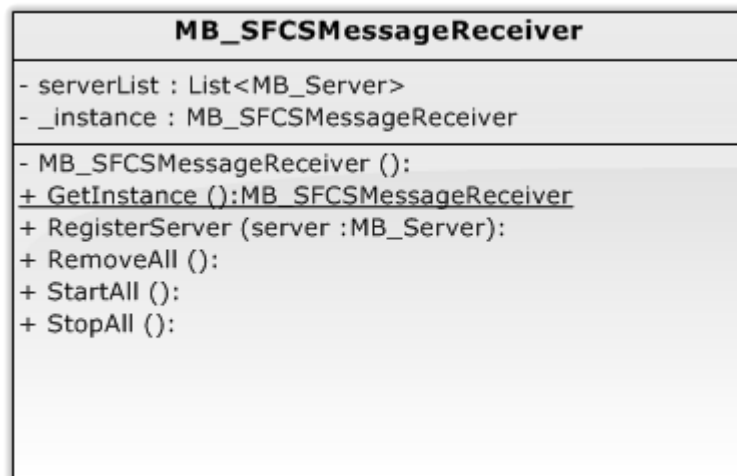 MB_SFCSMessageReceiver
- serverList : List<MB_Server>
- _instance : MB_SFCSMessageReceiver
- MB_SFCSMessageReceiver ():
+ GetInstance ():MB_SFCSMessageReceiver
+ RegisterServer (server :MB_Server):
+ RemoveAll ():
+ StartAll ():
+ StopAll ():